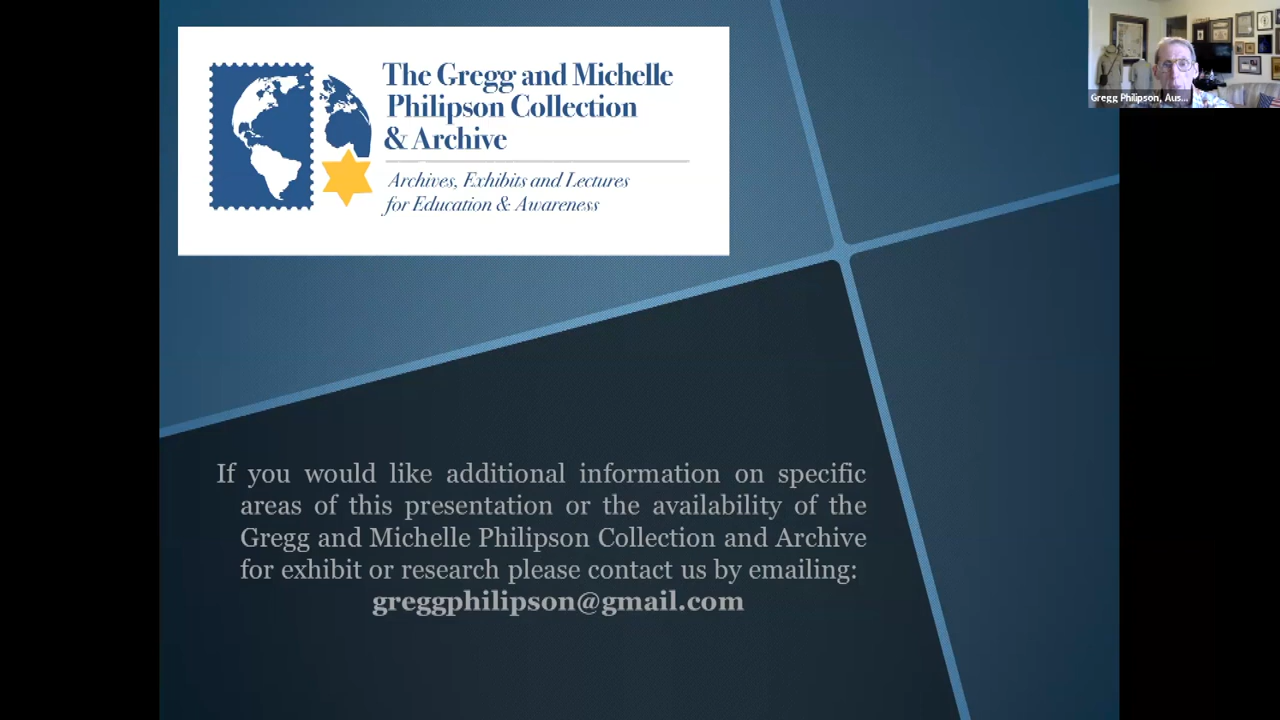 The Gregg and Michelle
Philipson Collection
& Archive
Archives, Exhibits and Lectures
for Education & Awareness
Gregg Philipson, Aus...
If you would like additional information on specific
areas of this presentation or the availability of the
Gregg and Michelle Philipson Collection and Archive
for exhibit or research please contact us by emailing:
greggphilipson@gmail.com